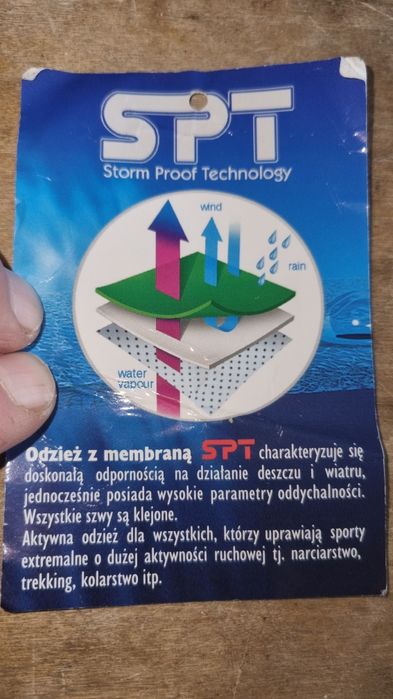 SPT
Storm Proof Technology
wind
rain
water
vapour
Odzież z membraną SPT charakteryzuje się
doskonałą odpornością na działanie deszczu i wiatru,
jednocześnie posiada wysokie parametry oddychalności.
Wszystkie szwy są klejone.
Aktywna odzież dla wszystkich, którzy uprawiają sporty
extremalne o dużej aktywności ruchowej tj. narciarstwo,
trekking, kolarstwo itp.